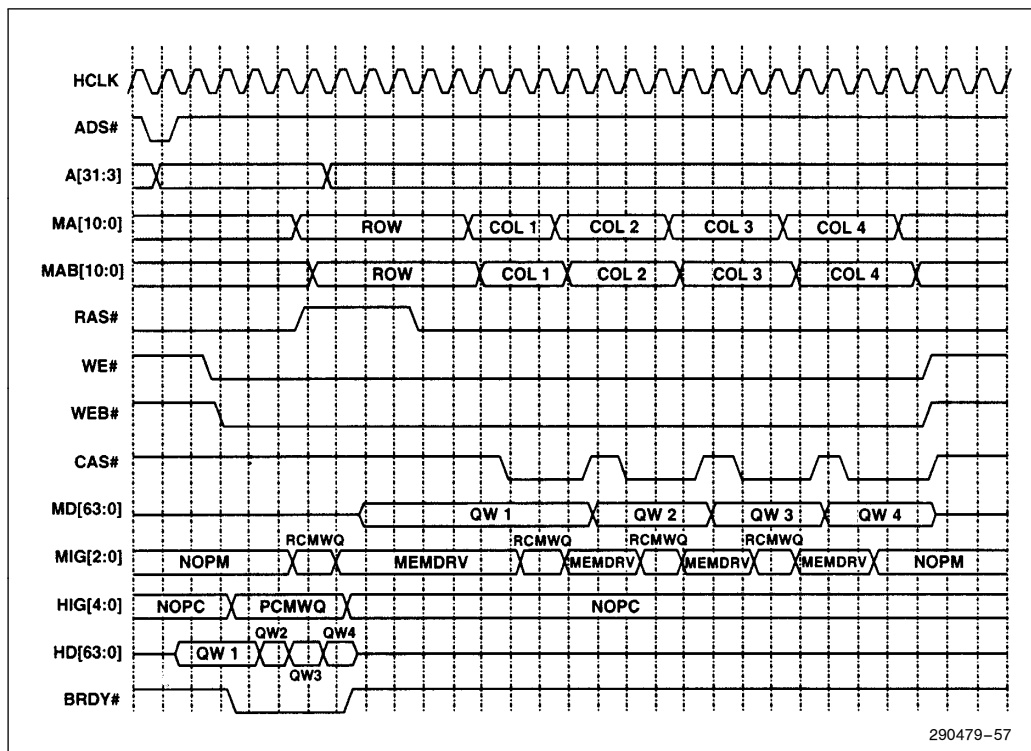 HCLK
ADS#
A[31:3]
MA[10:0] ROW COL 1 COL 2 COL 3 COL 4
MAB[10:0] ROW COL 1 COL 2 COL 3 COL 4
RAS#
WE#
WEB#
CAS#
MD[63:0] QW 1 QW 2 QW 3 QW 4
RCMWQ RCMWQ RCMWQ RCMWQ
MIG[2:0] NOPM MEMDRV MEMDRV MEMDRV MEMDRV NOPM
HIG[4:0] NOPC PCMWQ NOPC
QW2 QW4
HD[63:0] QW 1
QW3
BRDY#
290479-57